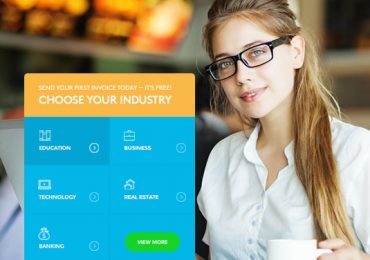 SEND YOUR FIRST INVOICE TODAY – IT'S FREE!
CHOOSE YOUR INDUSTRY
EDUCATION
BUSINESS
TECHNOLOGY
REAL ESTATE
BANKING
VIEW MORE